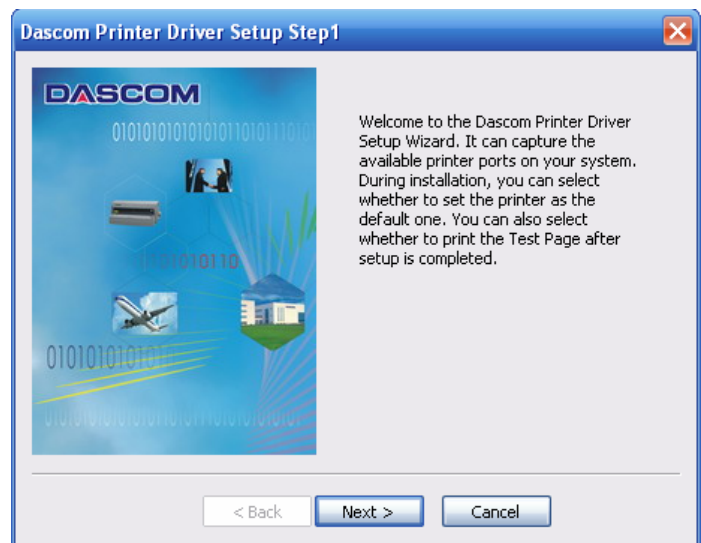 Dascom Printer Driver Setup Step1
DASCOM
Welcome to the Dascom Printer Driver
Setup Wizard. It can capture the
available printer ports on your system.
During installation, you can select
whether to set the printer as the
default one. You can also select
whether to print the Test Page after
setup is completed.
< Back
Next >
Cancel